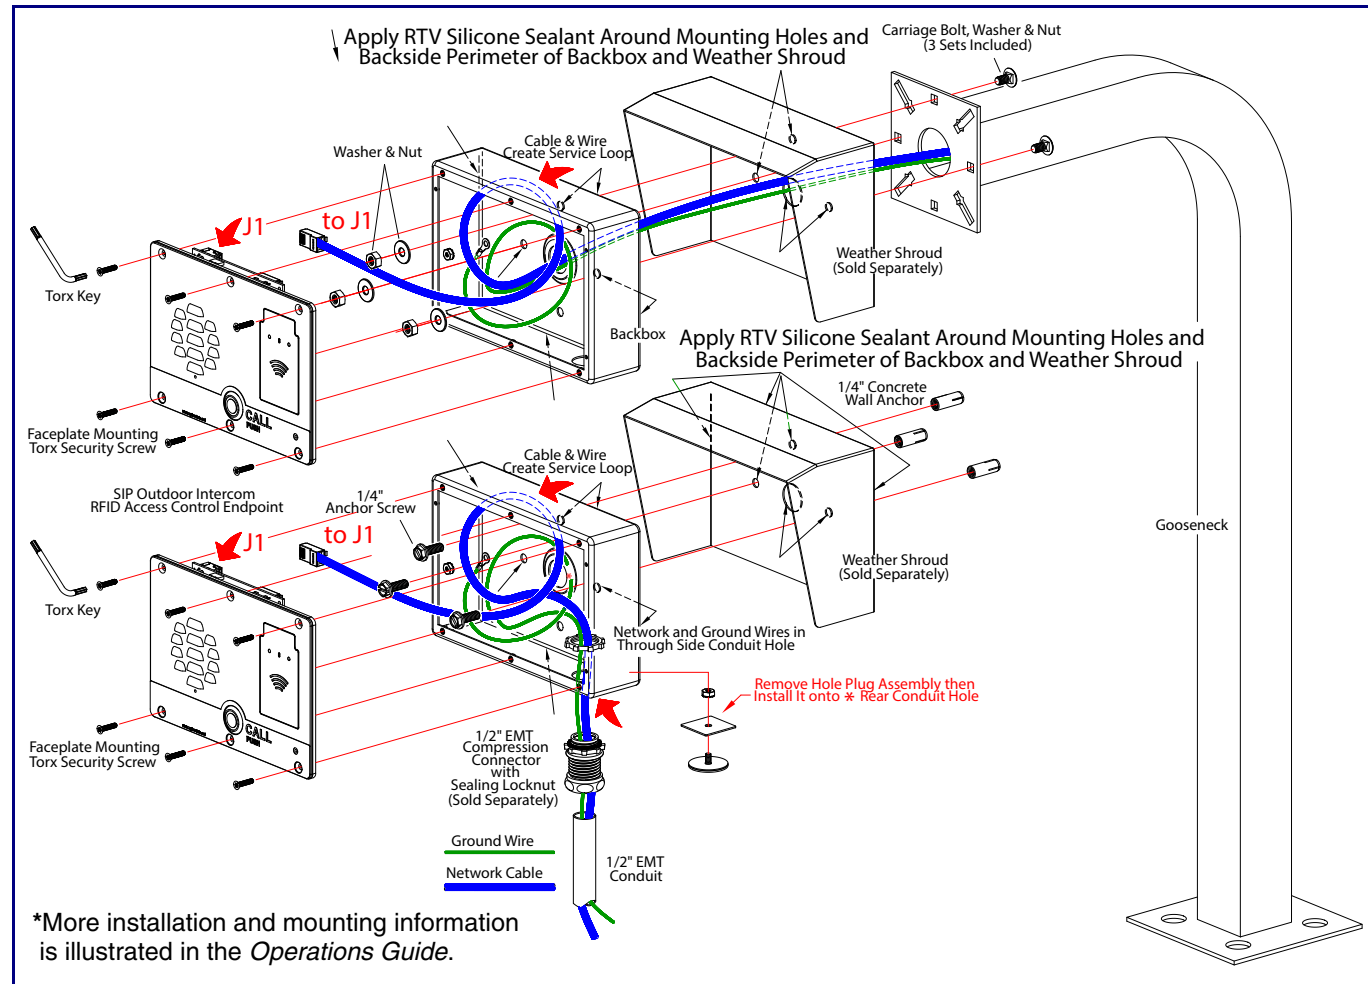 Apply RTV Silicone Sealant Around Mounting Holes and
Backside Perimeter of Backbox and Weather Shroud
Carriage Bolt, Washer & Nut
(3 Sets Included)
Washer & Nut
Cable & Wire
Create Service Loop
J1
to J1
Torx Key
Weather Shroud
(Sold Separately)
Backbox
CALL
PUSH
Faceplate Mounting
Torx Security Screw
Apply RTV Silicone Sealant Around Mounting Holes and
Backside Perimeter of Backbox and Weather Shroud
1/4" Concrete
Wall Anchor
SIP Outdoor Intercom
RFID Access Control Endpoint
1/4"
Anchor Screw
Cable & Wire
Create Service Loop
J1
to J1
Gooseneck
Torx Key
Weather Shroud
(Sold Separately)
Network and Ground Wires in
Through Side Conduit Hole
Remove Hole Plug Assembly then
Install It onto * Rear Conduit Hole
CALL
PUSH
Faceplate Mounting
Torx Security Screw
1/2" EMT
Compression
Connector
with
Sealing Locknut
(Sold Separately)
Ground Wire
Network Cable
1/2" EMT
Conduit
*More installation and mounting information
is illustrated in the Operations Guide.